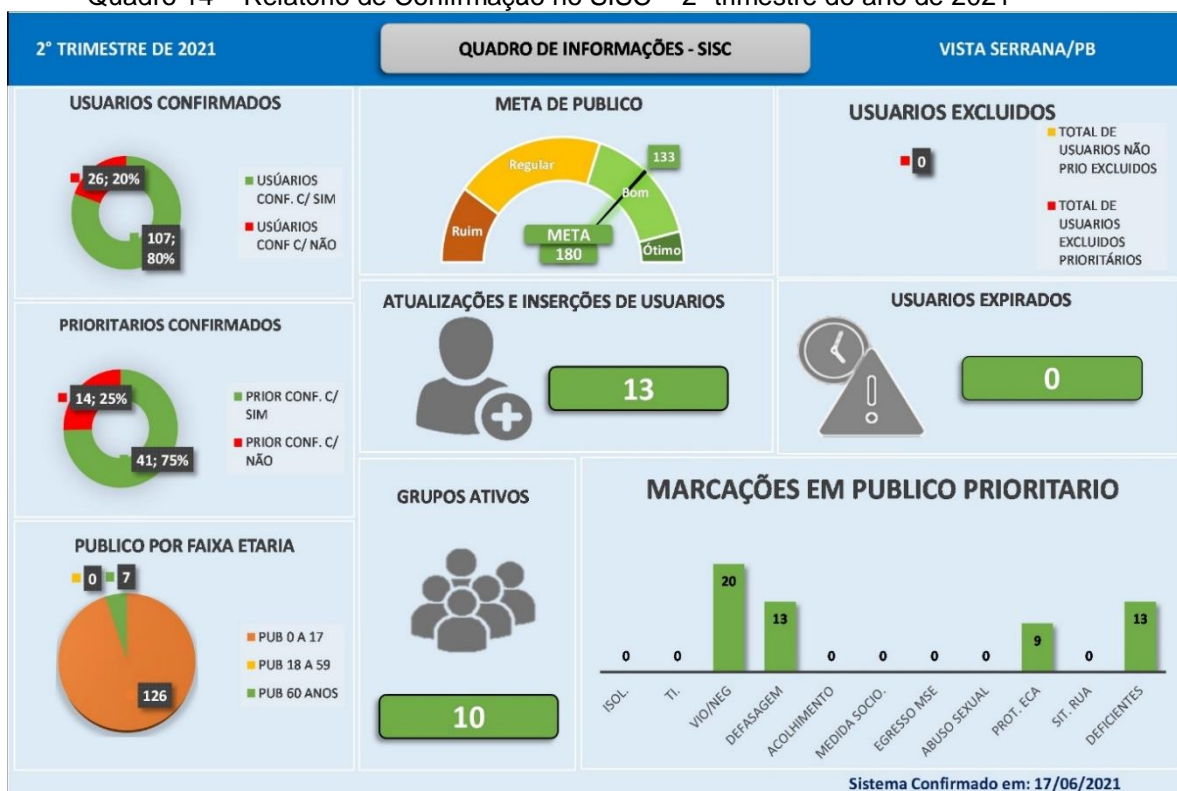 Quadro 14 – Relatório de Confirmação no SISC – 2° trimestre do ano de 2021
2° TRIMESTRE DE 2021
QUADRO DE INFORMAÇÕES - SISC
VISTA SERRANA/PB
USUARIOS CONFIRMADOS
26; 20%
107;
80%
USÚARIOS
CONF. C/ SIM
USÚARIOS
CONF C/ NÃO
META DE PUBLICO
Ruim
Regular
Bom
Ótimo
133
META
180
USUARIOS EXCLUIDOS
0
TOTAL DE
USUARIOS NÃO
PRIO EXCLUIDOS
TOTAL DE
USUARIOS
EXCLUIDOS
PRIORITÁRIOS
PRIORITARIOS CONFIRMADOS
14; 25%
41; 75%
PRIOR CONF. C/
SIM
PRIOR CONF. C/
NÃO
ATUALIZAÇÕES E INSERÇÕES DE USUARIOS
13
USUARIOS EXPIRADOS
0
PUBLICO POR FAIXA ETARIA
0
7
126
PUB 0 A 17
PUB 18 A 59
PUB 60 ANOS
GRUPOS ATIVOS
10
MARCAÇÕES EM PUBLICO PRIORITARIO
0
0
20
13
0
0
0
0
9
0
13
ISOL.
TI.
VIO/NEG
DEFASAGEM
ACOLHIMENTO
MEDIDA SOCIO.
EGRESSO MSE
ABUSO SEXUAL
PROT. ECA
SIT. RUA
DEFICIENTES
Sistema Confirmado em: 17/06/2021